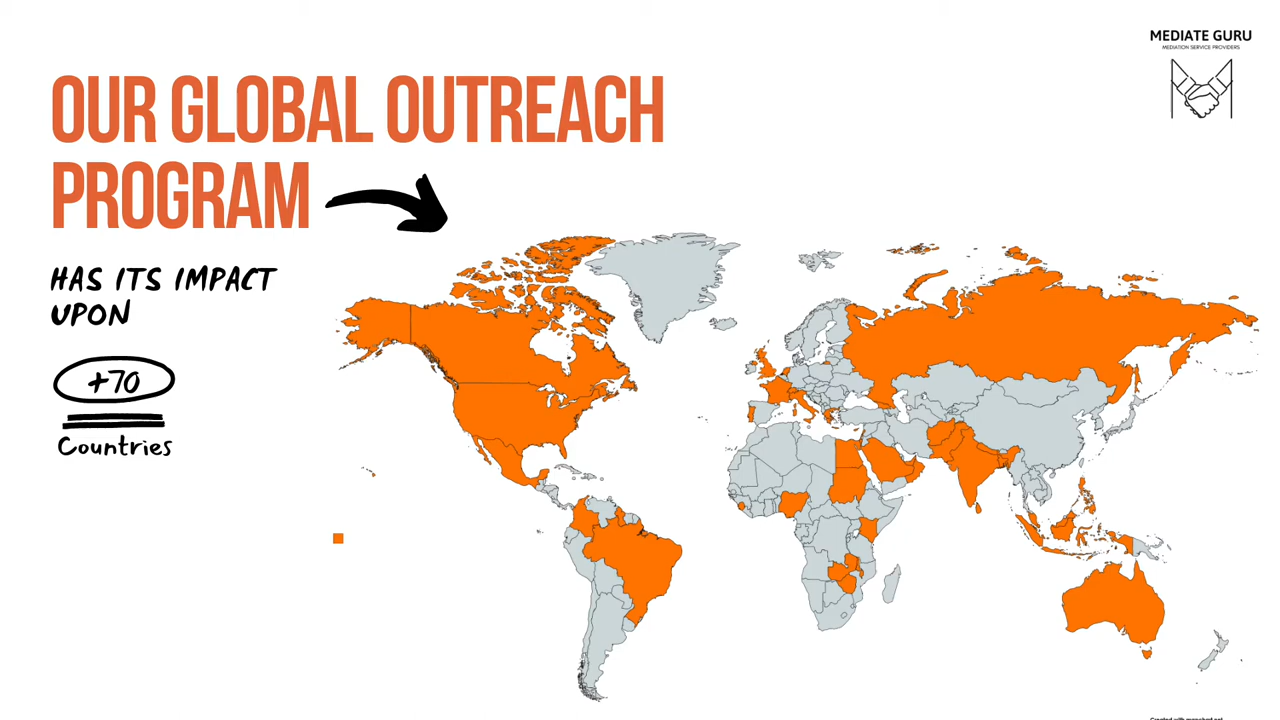 MEDIATE GURU
MEDIATION SERVICE PROVIDERS
OUR GLOBAL OUTREACH
PROGRAM
HAS ITS IMPACT
UPON
+70
Countries